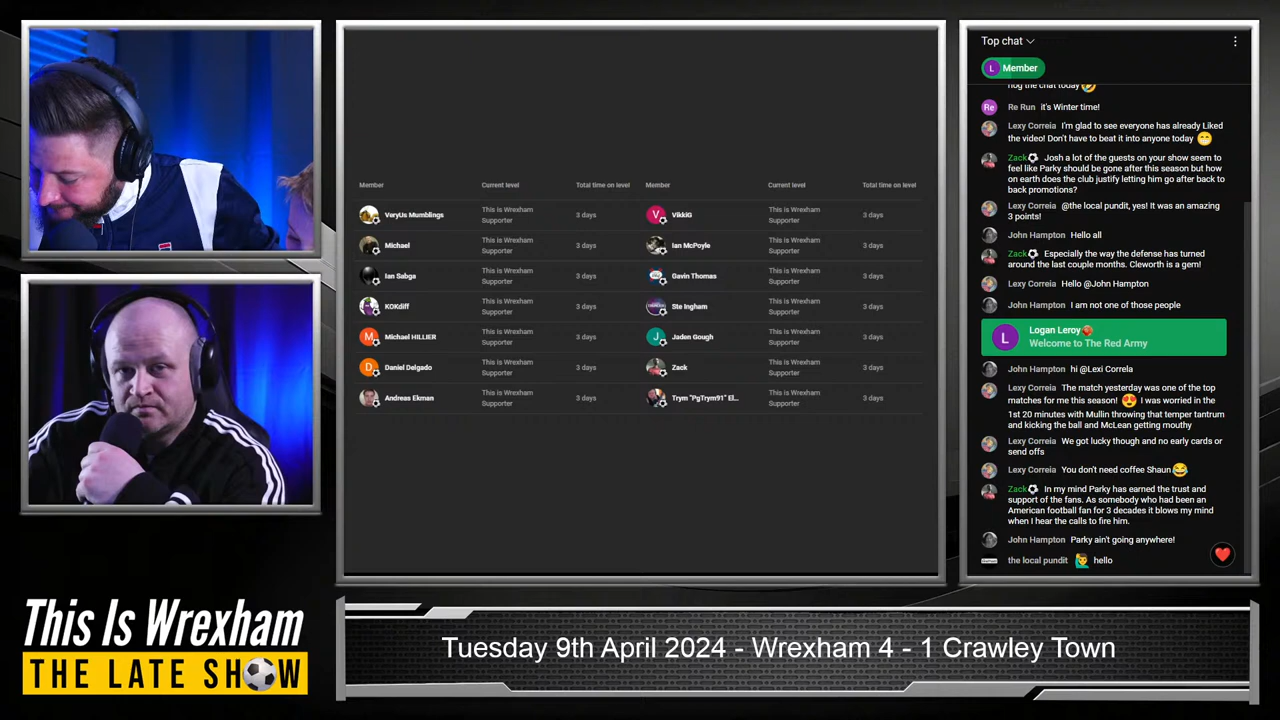 Member Current level Total time on level Member Current level Total time on level
VeryUs Mumblings This is Wrexham Supporter 3 days VikkiG This is Wrexham Supporter 3 days
Michael This is Wrexham Supporter 3 days Ian McPoyle This is Wrexham Supporter 3 days
Ian Sabga This is Wrexham Supporter 3 days Gavin Thomas This is Wrexham Supporter 3 days
KOKdiff This is Wrexham Supporter 3 days Ste Ingham This is Wrexham Supporter 3 days
Michael HILLIER This is Wrexham Supporter 3 days Jaden Gough This is Wrexham Supporter 3 days
Daniel Delgado This is Wrexham Supporter 3 days Zack This is Wrexham Supporter 3 days
Andreas Ekman This is Wrexham Supporter 3 days Trym "PgTrym91" El... This is Wrexham Supporter 3 days
Top chat
L Member
hog the chat today🤣
Re Re Run it's Winter time!
Lexy Correia I'm glad to see everyone has already Liked
the video! Don't have to beat it into anyone today 😁
Zack⚽ Josh a lot of the guests on your show seem to
feel like Parky should be gone after this season but how
on earth does the club justify letting him go after back to
back promotions?
Lexy Correia @the local pundit, yes! It was an amazing
3 points!
John Hampton Hello all
Zack⚽ Especially the way the defense has turned
around the last couple months. Cleworth is a gem!
Lexy Correia Hello @John Hampton
John Hampton I am not one of those people
L Logan Leroy
Welcome to The Red Army
John Hampton hi @Lexi Correla
Lexy Correia The match yesterday was one of the top
matches for me this season! 😍 I was worried in the
1st 20 minutes with Mullin throwing that temper tantrum
and kicking the ball and McLean getting mouthy
Lexy Correia We got lucky though and no early cards or
send offs
Lexy Correia You don't need coffee Shaun😂
Zack⚽ In my mind Parky has earned the trust and
support of the fans. As somebody who had been an
American football fan for 3 decades it blows my mind
when I hear the calls to fire him.
John Hampton Parky ain't going anywhere!
the local pundit 🙋‍♂️ hello
This Is Wrexham
THE LATE SHOW
Tuesday 9th April 2024 - Wrexham 4 - 1 Crawley Town